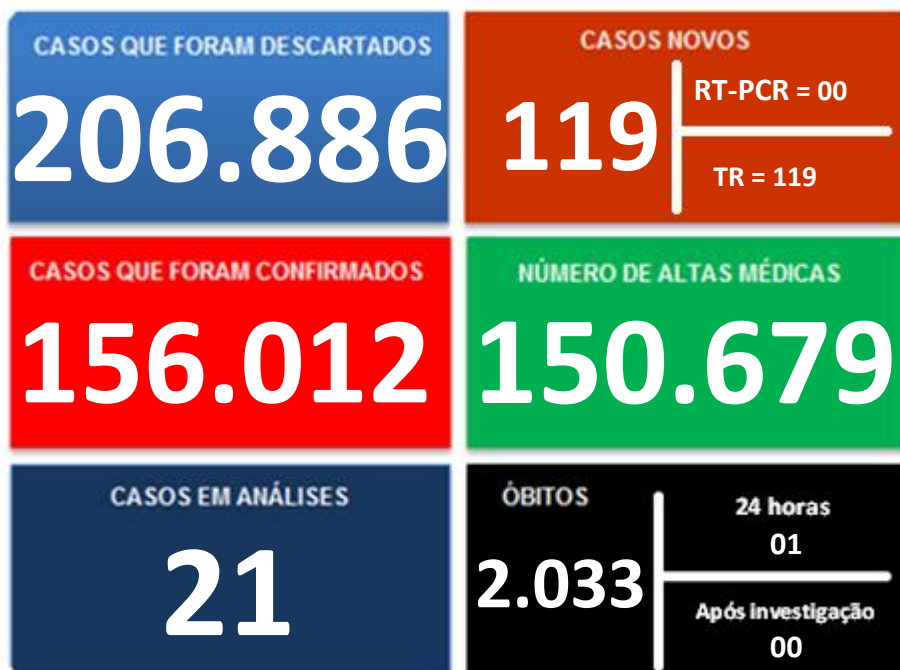 CASOS QUE FORAM DESCARTADOS
206.886
CASOS NOVOS
119
RT-PCR = 00
TR = 119
CASOS QUE FORAM CONFIRMADOS
156.012
NÚMERO DE ALTAS MÉDICAS
150.679
CASOS EM ANÁLISES
21
ÓBITOS
2.033
24 horas
01
Após investigação
00